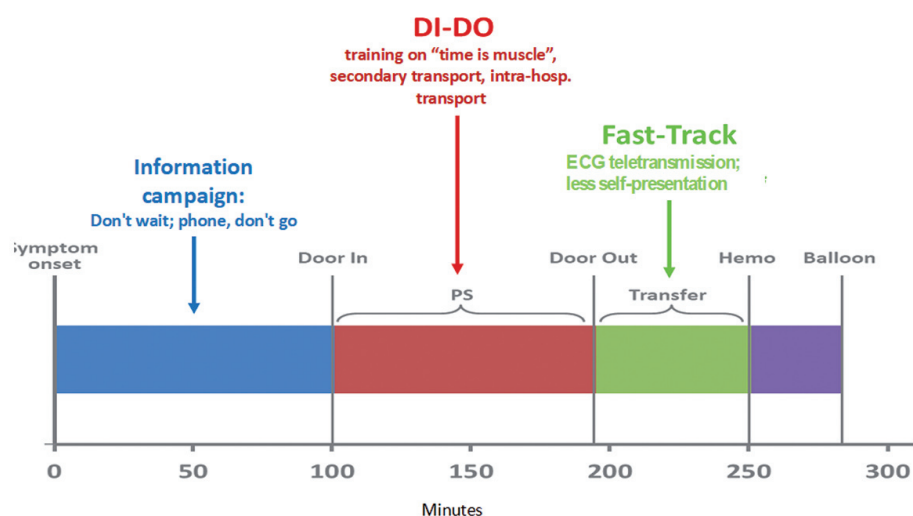 DI-DO
training on “time is muscle”,
secondary transport, intra-hosp.
transport
Fast-Track
ECG teletransmission;
less self-presentation
Information
campaign:
Don't wait; phone, don't go
Symptom
onset
Door In
Door Out
Hemo
Balloon
PS
Transfer
0
50
100
150
200
250
300
Minutes